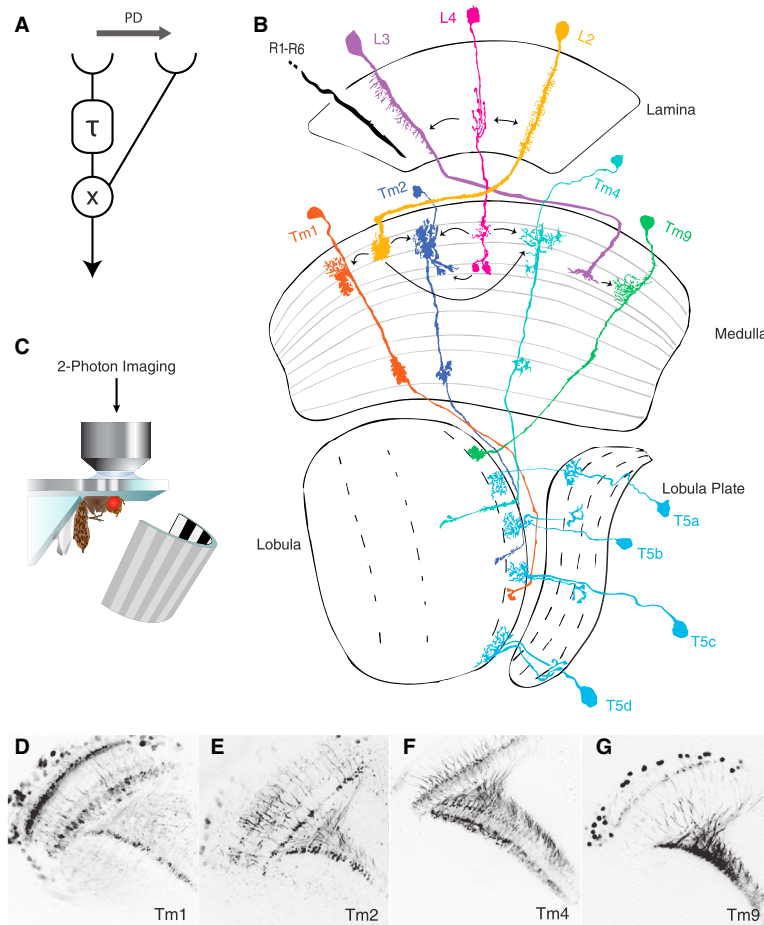 A
PD
τ
x
B
R1-R6
L3
L4
L2
Lamina
Tm1
Tm2
Tm4
Tm9
Medulla
C
2-Photon Imaging
Lobula
Lobula Plate
T5a
T5b
T5c
T5d
D
Tm1
E
Tm2
F
Tm4
G
Tm9